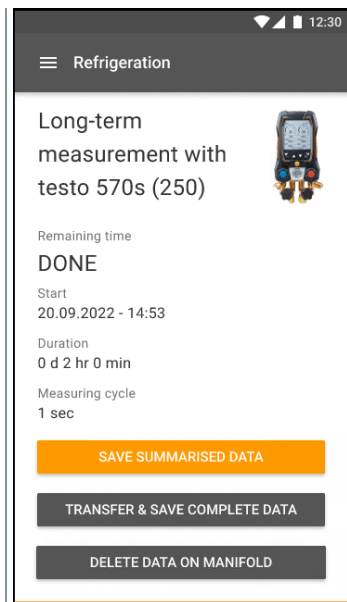 12:30
Refrigeration
Long-term
measurement with
testo 570s (250)
Remaining time
DONE
Start
20.09.2022 - 14:53
Duration
0 d 2 hr 0 min
Measuring cycle
1 sec
SAVE SUMMARISED DATA
TRANSFER & SAVE COMPLETE DATA
DELETE DATA ON MANIFOLD